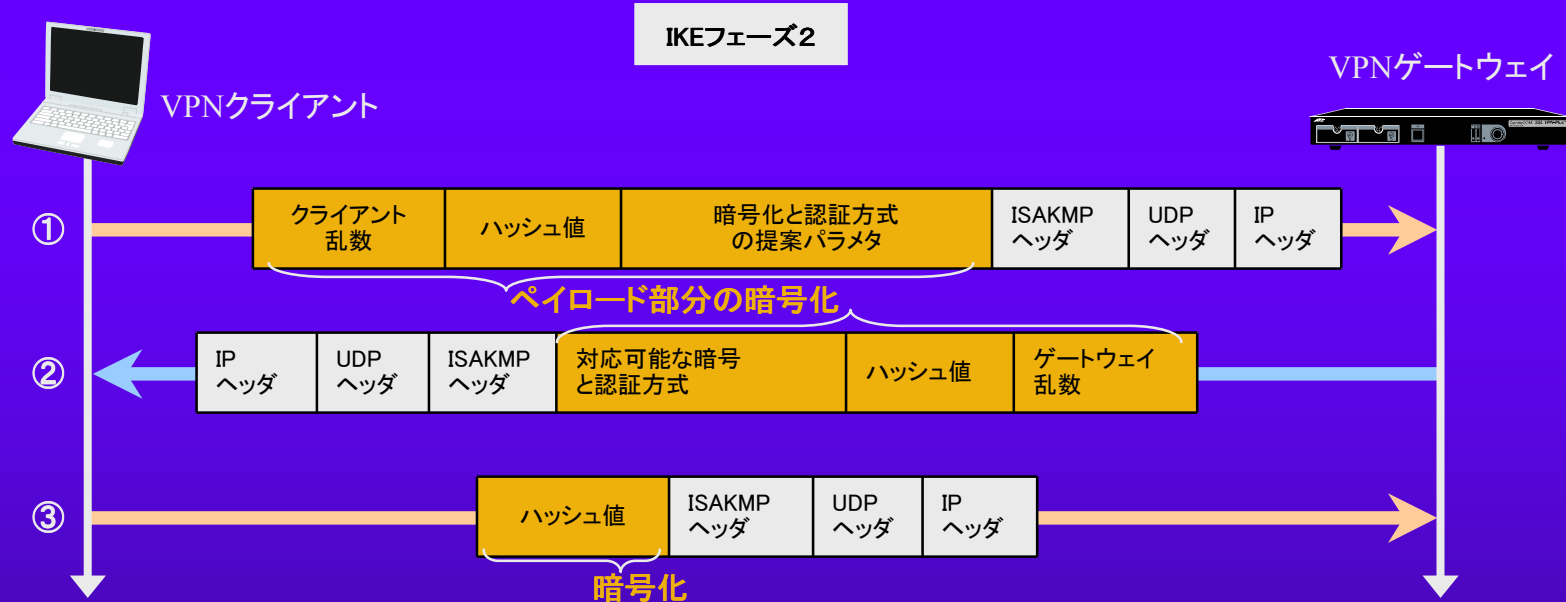 IKEフェーズ2
VPNクライアント
VPNゲートウェイ
①
クライアント
乱数
ハッシュ値
暗号化と認証方式
の提案パラメタ
ISAKMP
ヘッダ
UDP
ヘッダ
IP
ヘッダ
ペイロード部分の暗号化
②
IP
ヘッダ
UDP
ヘッダ
ISAKMP
ヘッダ
対応可能な暗号
と認証方式
ハッシュ値
ゲートウェイ
乱数
③
ハッシュ値
ISAKMP
ヘッダ
UDP
ヘッダ
IP
ヘッダ
暗号化